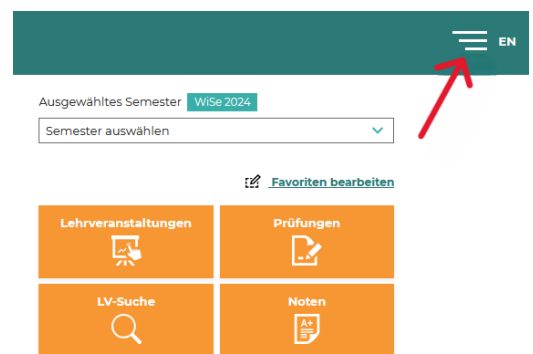 EN
Ausgewähltes Semester WiSe 2024
Semester auswählen
Favoriten bearbeiten
Lehrveranstaltungen
Prüfungen
LV-Suche
Noten
A+